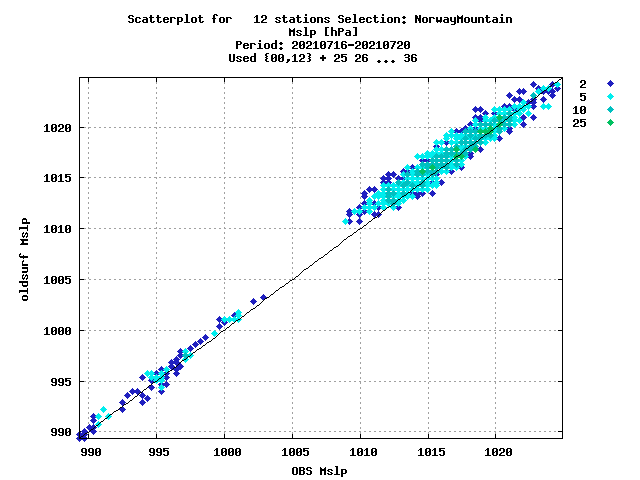 Scatterplot for   12 stations Selection: NorwayMountain
Mslp [hPa]
Period: 20210716-20210720
Used {00,12} + 25 26 ... 36
2
5
10
25
1020
1015
1010
1005
1000
995
990
oldsurf Mslp
990 995 1000 1005 1010 1015 1020
OBS Mslp